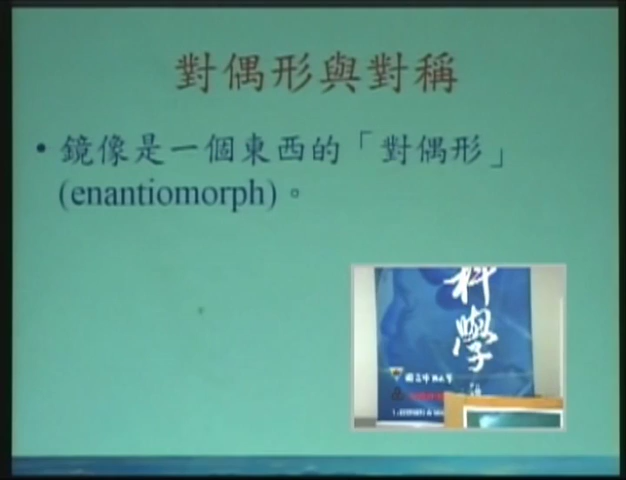 對偶形與對稱
• 鏡像是一個東西的「對偶形」
(enantiomorph)。
科學